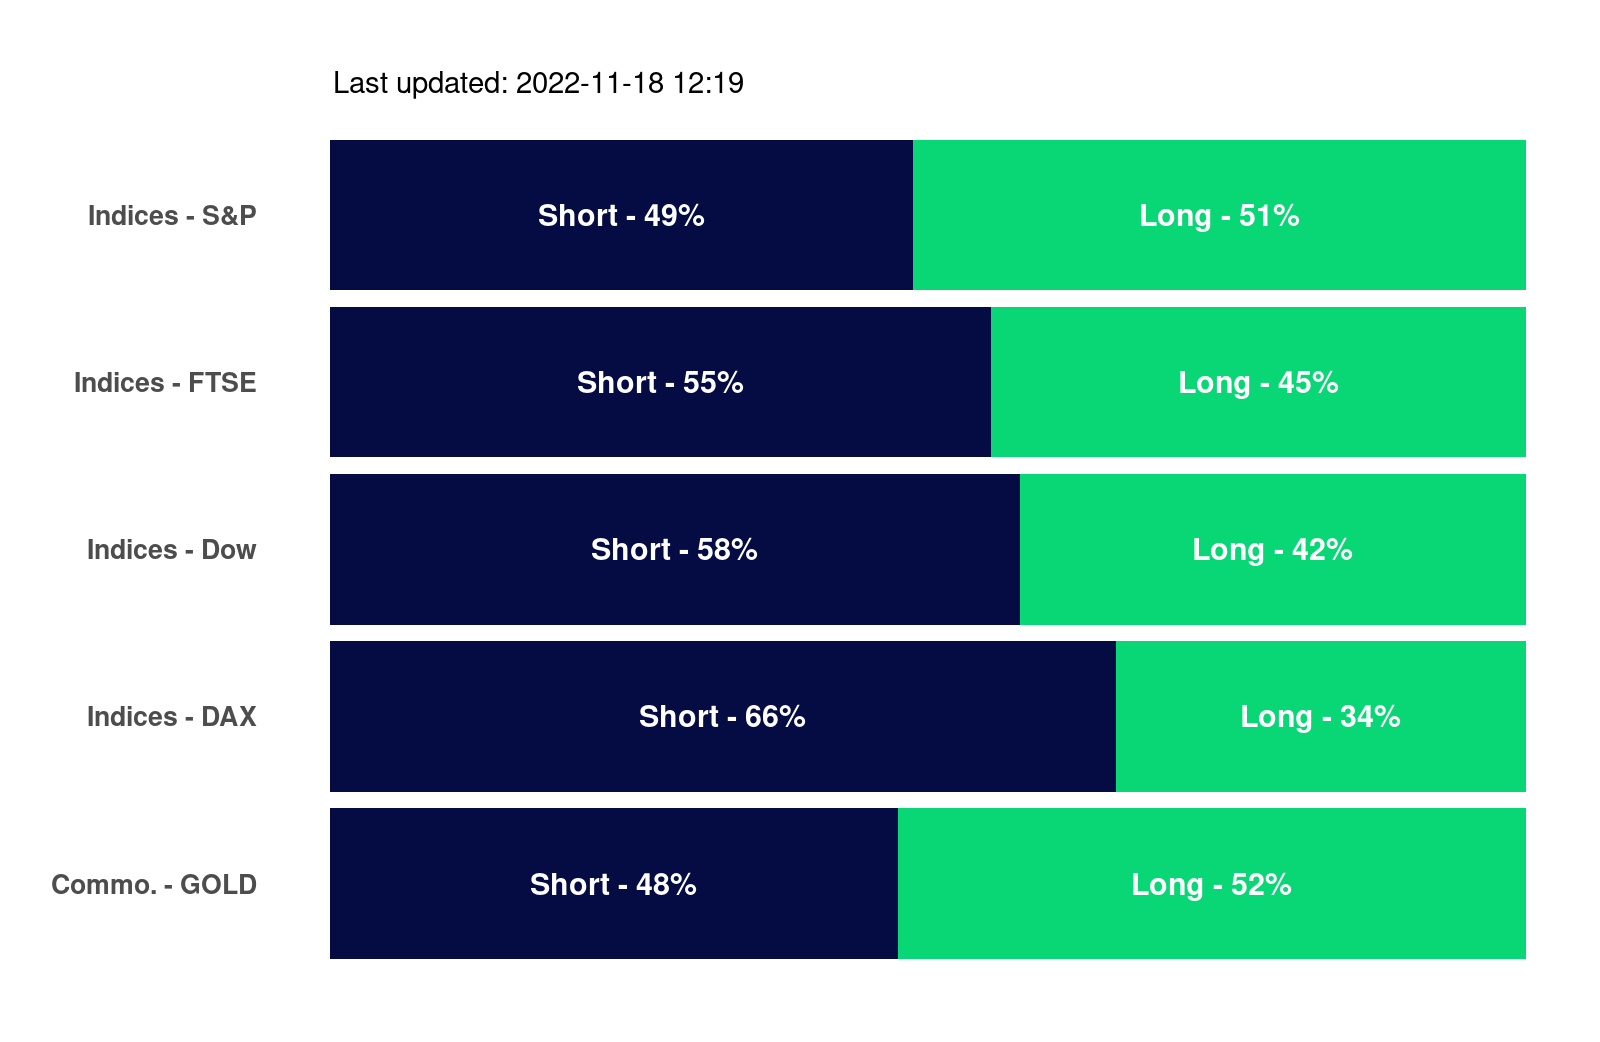 Last updated: 2022-11-18 12:19
Indices - S&P Short - 49% Long - 51%
Indices - FTSE Short - 55% Long - 45%
Indices - Dow Short - 58% Long - 42%
Indices - DAX Short - 66% Long - 34%
Commo. - GOLD Short - 48% Long - 52%